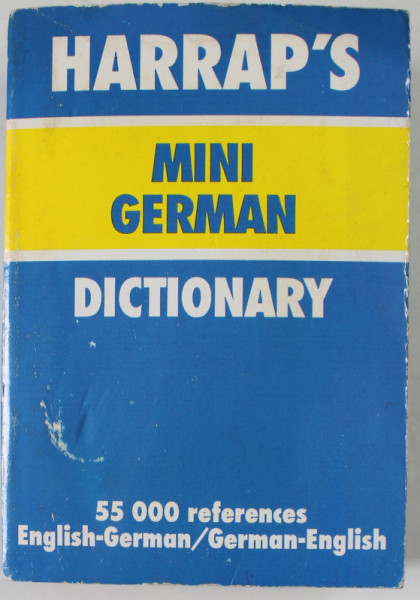 HARRAP'S
MINI
GERMAN
DICTIONARY
55 000 references
English-German/German-English